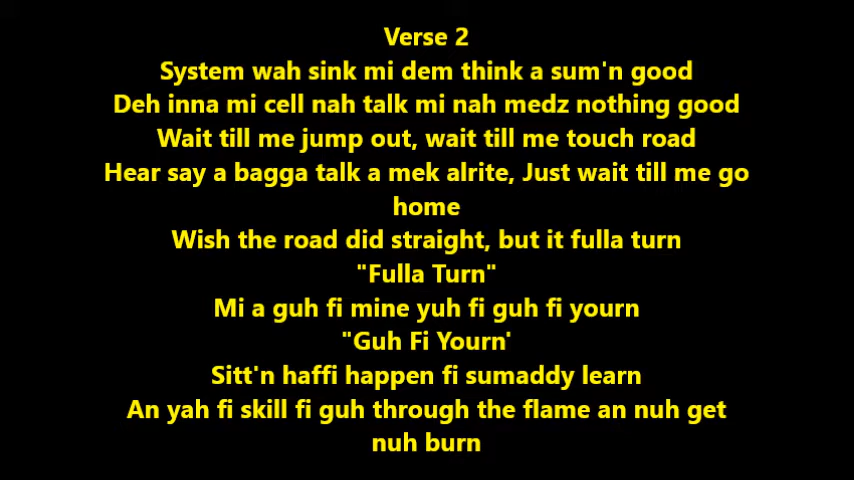 Verse 2
System wah sink mi dem think a sum'n good
Deh inna mi cell nah talk mi nah medz nothing good
Wait till me jump out, wait till me touch road
Hear say a bagga talk a mek alrite, Just wait till me go
home
Wish the road did straight, but it fulla turn
"Fulla Turn"
Mi a guh fi mine yuh fi guh fi yourn
"Guh Fi Yourn'
Sitt'n haffi happen fi sumaddy learn
An yah fi skill fi guh through the flame an nuh get
nuh burn